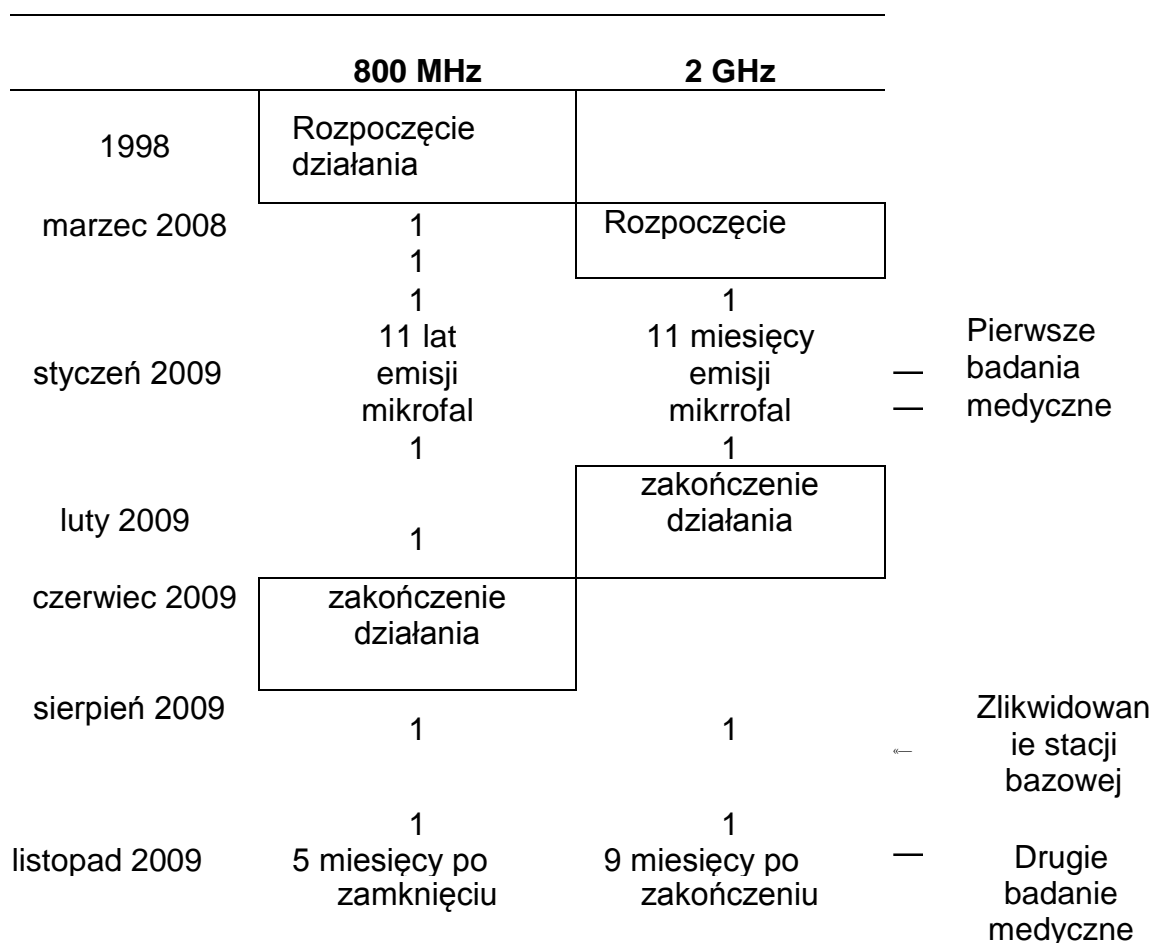 800 MHz 2 GHz
1998 Rozpoczęcie
działania
marzec 2008 1 Rozpoczęcie
1
1 1
11 lat 11 miesięcy Pierwsze
styczeń 2009 emisji emisji — badania
mikrofal mikrrofal — medyczne
1 1
zakończenie
luty 2009 1 działania
czerwiec 2009 zakończenie
działania
sierpień 2009 1 1 «— Zlikwidowan
ie stacji
bazowej
1 1
listopad 2009 5 miesięcy po 9 miesięcy po — Drugie
zamknięciu zakończeniu badanie
medyczne